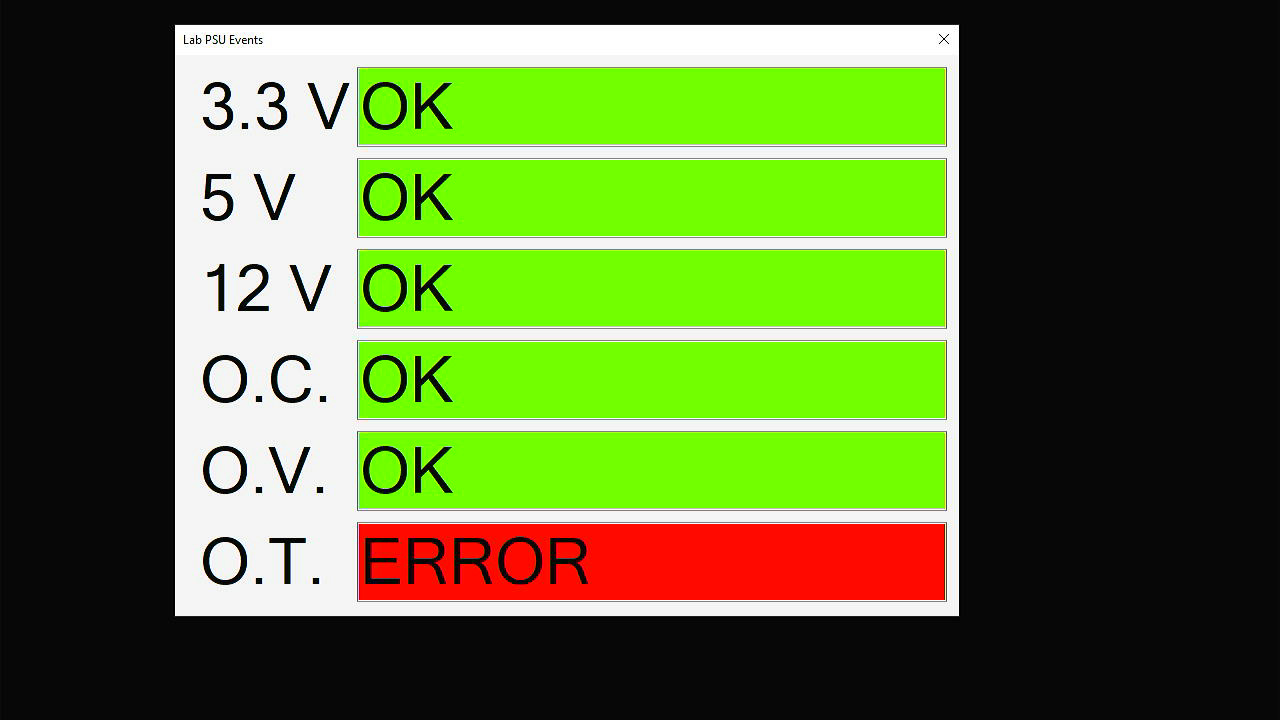 Lab PSU Events
3.3 V OK
5 V OK
12 V OK
O.C. OK
O.V. OK
O.T. ERROR